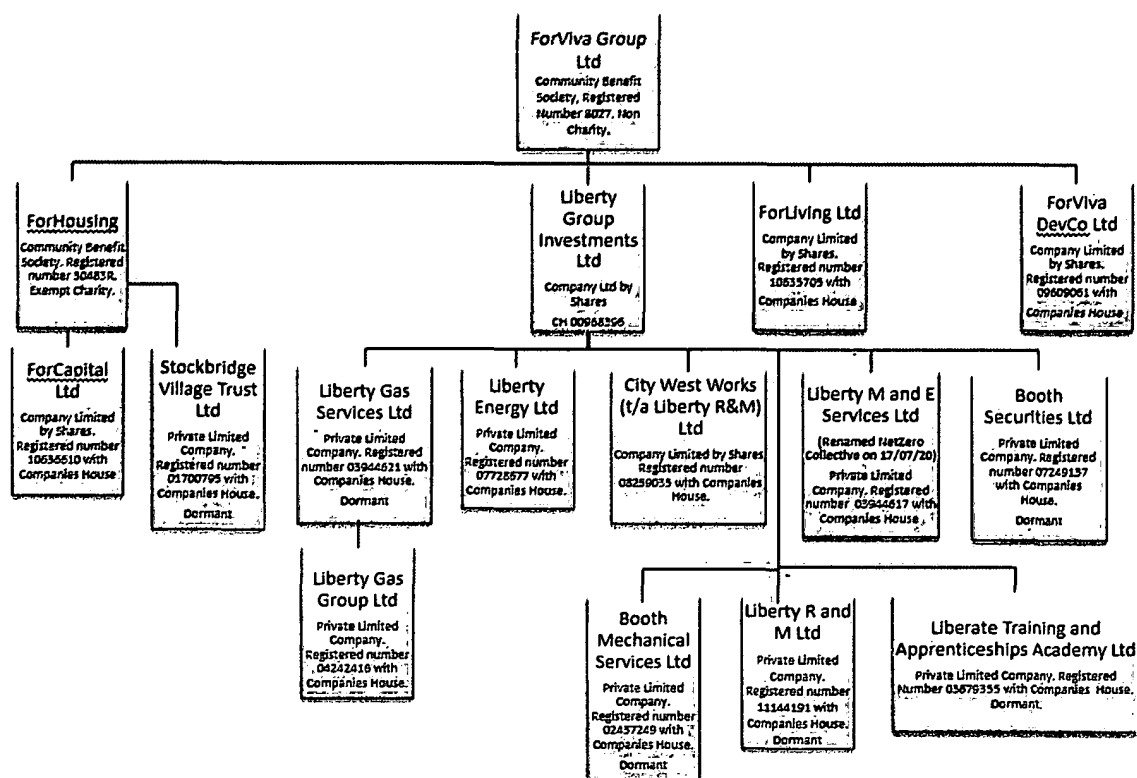 ForViva Group
Ltd
Community Benefit
Society, Registered
Number 8027. Non
Charity.
ForHousing
Community Benefit
Society. Registered
number 30483R.
Exempt Charity.
Liberty
Group
Investments
Ltd
Company Ltd by
Shares
CH 00968396
ForLiving Ltd
Company Limited
by Shares.
Registered number
10635705 with
Companies House
ForViva
DevCo Ltd
Company Limited
by Shares.
Registered number
09609061 with
Companies House
ForCapital
Ltd
Company Limited
by Shares.
Registered number
10636610 with
Companies House
Stockbridge
Village Trust
Ltd
Private Limited
Company.
Registered number
01700795 with
Companies House.
Dormant
Liberty Gas
Services Ltd
Private Limited
Company. Registered
number 03944621 with
Companies House.
Dormant
Liberty
Energy Ltd
Private Limited
Company.
Registered number
07728677 with
Companies House.
City West Works
(t/a Liberty R&M)
Ltd
Company Limited by Shares
Registered number
08259035 with Companies
House.
Liberty M and E
Services Ltd
(Renamed NetZero
Collective on 17/07/20)
Private Limited
Company. Registered
number 03944617 with
Companies House
Booth
Securities Ltd
Private Limited
Company. Registered
number 07249137
with Companies
House.
Dormant
Liberty Gas
Group Ltd
Private Limited
Company.
Registered number
04242416 with
Companies House.
Booth
Mechanical
Services Ltd
Private Limited
Company.
Registered number
02457249 with
Companies House.
Dormant
Liberty R and
M Ltd
Private Limited
Company.
Registered number
11144191 with
Companies House.
Dormant
Liberate Training and
Apprenticeships Academy Ltd
Private Limited Company. Registered
Number 03679355 with Companies House.
Dormant.